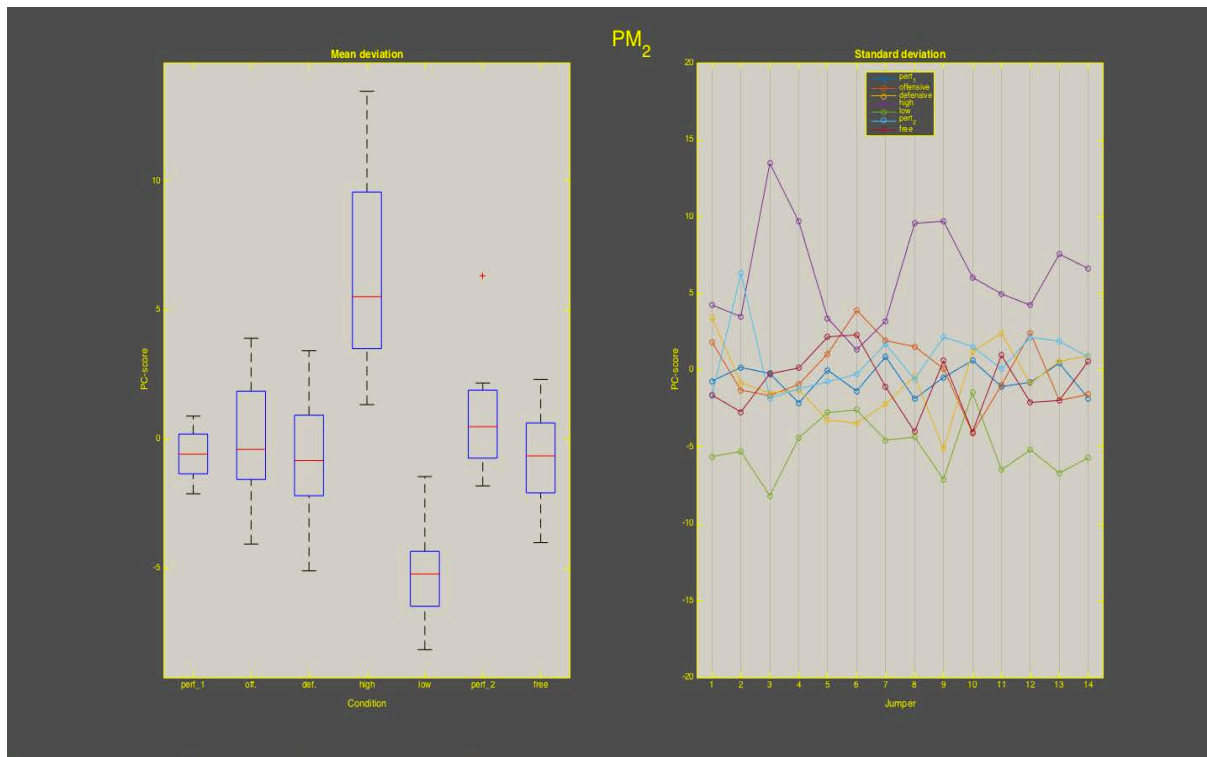 PM2
Mean deviation
PC-score
10
5
0
-5
perf_1 off. def. high low perf_2 free
Condition
Standard deviation
perf1
offensive
defensive
high
low
perf2
free
PC-score
20
15
10
5
0
-5
-10
-15
-20
1 2 3 4 5 6 7 8 9 10 11 12 13 14
Jumper